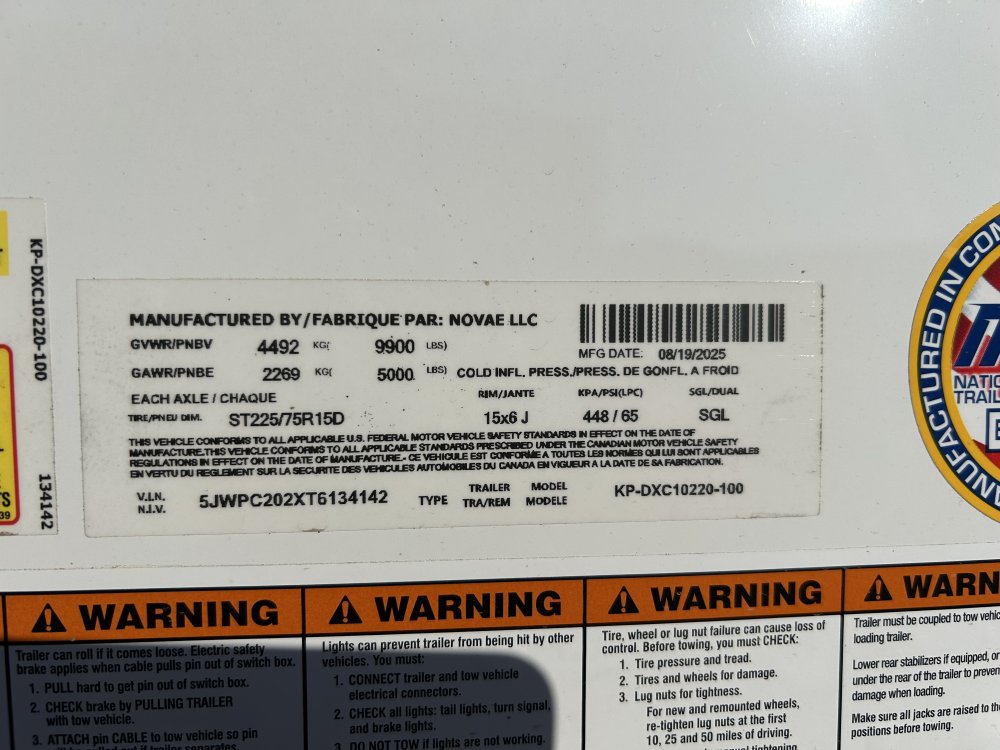 KP-DXC10220-100
134142
39
MANUFACTURED BY/FABRIQUE PAR: NOVAE LLC
GVWR/PNBV 4492 KG( 9900 LBS)
MFG DATE: 08/19/2025
GAWR/PNBE 2269 KG( 5000 LBS) COLD INFL. PRESS./PRESS. DE GONFL. A FROID
EACH AXLE / CHAQUE RIM/JANTE KPA/PSI(LPC) SGL/DUAL
TIRE/PNEU DIM. ST225/75R15D 15x6 J 448 / 65 SGL
THIS VEHICLE CONFORMS TO ALL APPLICABLE U.S. FEDERAL MOTOR VEHICLE SAFETY STANDARDS IN EFFECT ON THE DATE OF
MANUFACTURE.THIS VEHICLE CONFORMS TO ALL APPLICABLE STANDARDS PRESCRIBED UNDER THE CANADIAN MOTOR VEHICLE SAFETY
REGULATIONS IN EFFECT ON THE DATE OF MANUFACTURE.- CE VEHICULE EST CONFORME A TOUTES LES NORMES QUI LUI SONT APPLICABLES
EN VERTU DU REGLEMENT SUR LA SECURITE DES VEHICULES AUTOMOBILES DU CANADA EN VIGUEUR A LA DATE DE SA FABRICATION.
V.I.N. 5JWPC202XT6134142 TYPE TRAILER MODEL KP-DXC10220-100
N.I.V. TRA/REM MODELE
MANUFACTURED IN
NATIO
TRAIL
WARNING
Trailer can roll if it comes loose. Electric safety
brake applies when cable pulls pin out of switch box.
1. PULL hard to get pin out of switch box.
2. CHECK brake by PULLING TRAILER
with tow vehicle.
3. ATTACH pin CABLE to tow vehicle so pin
WARNING
Lights can prevent trailer from being hit by other
vehicles. You must:
1. CONNECT trailer and tow vehicle
electrical connectors.
2. CHECK all lights: tail lights, turn signal,
and brake lights.
3. DO NOT TOW if lights are not working.
WARNING
Tire, wheel or lug nut failure can cause loss of
control. Before towing, you must CHECK:
1. Tire pressure and tread.
2. Tires and wheels for damage.
3. Lug nuts for tightness.
For new and remounted wheels,
re-tighten lug nuts at the first
10, 25 and 50 miles of driving.
WARN
Trailer must be coupled to tow vehic
loading trailer.
Lower rear stabilizers if equipped, or
under the rear of the trailer to preven
damage when loading.
Make sure all jacks are raised to the
positions before towing.